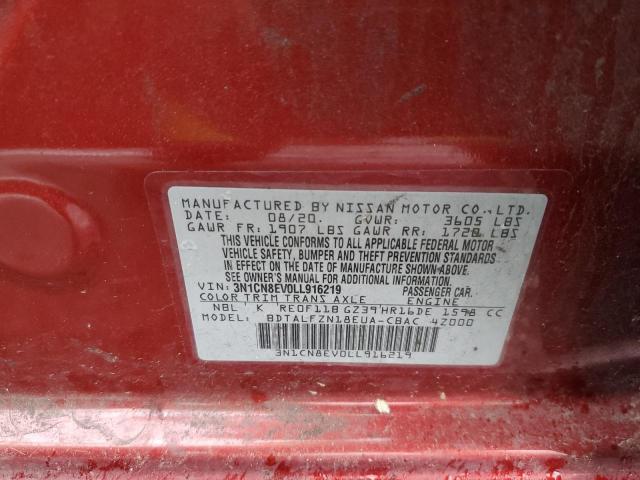 MANUFACTURED BY NISSAN MOTOR CO., LTD.
DATE: 08/20. GVWR: 3605 LBS
GAWR FR: 1907 LBS GAWR RR: 1728 LBS
THIS VEHICLE CONFORMS TO ALL APPLICABLE FEDERAL MOTOR
VEHICLE SAFETY, BUMPER AND THEFT PREVENTION STANDARDS
IN EFFECT ON THE DATE OF MANUFACTURE SHOWN ABOVE.
SEE OWNER'S MANUAL FOR ADDITIONAL INFORMATION.
VIN: 3N1CN8EV0LL916219 PASSENGER CAR.
COLOR TRIM TRANS AXLE ENGINE
NBL K RE0F11B GZ39 HR16DE 1598 CC
MODEL: BDTALFZN18EUA-CBAC 42000
3N1CN8EV0LL916219